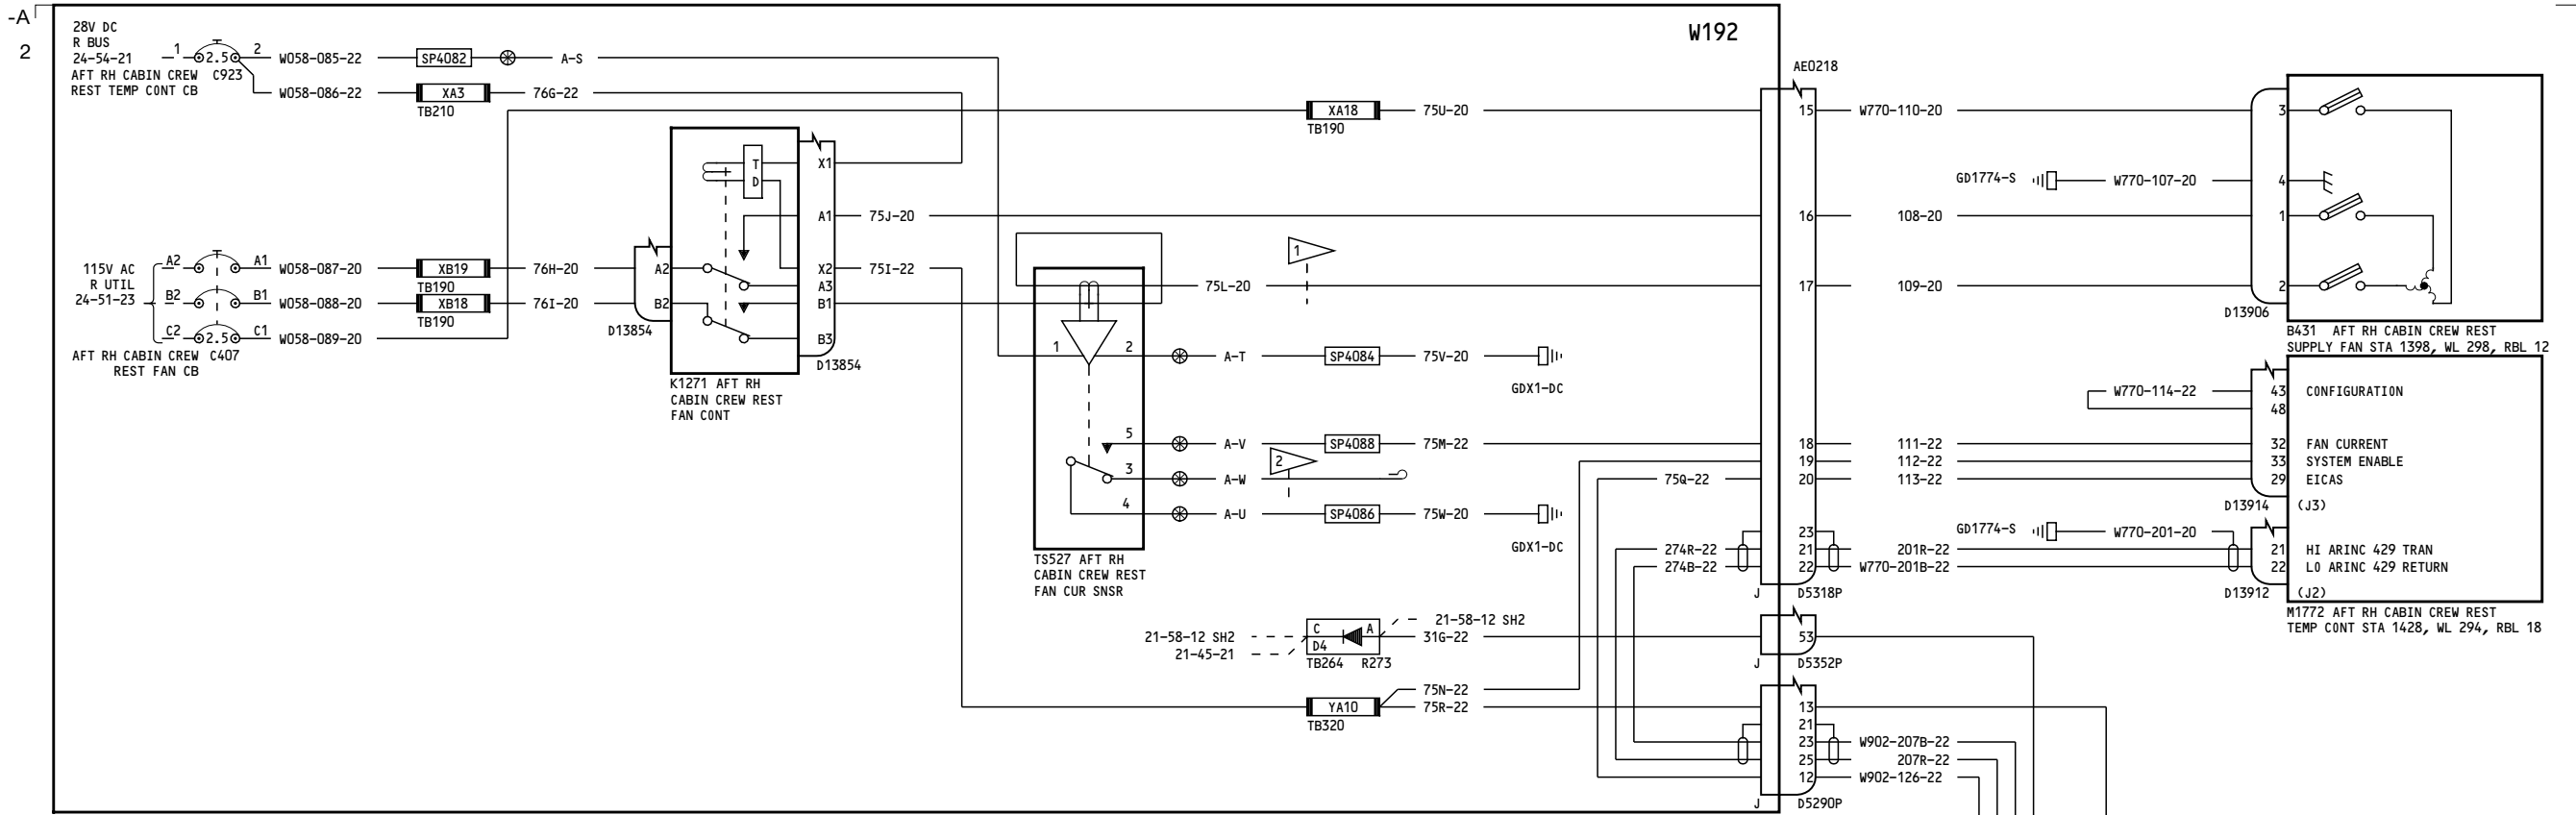 -A
2
W192
28V DC
R BUS
24-54-21
AFT RH CABIN CREW C923
REST TEMP CONT CB
1 2.5 2 W058-085-22 SP4082 A-S
W058-086-22 XA3 76G-22
TB210
XA18 75U-20
TB190
115V AC
R UTIL
24-51-23
A2 A1 W058-087-20 XB19 76H-20 A2
TB190
B2 B1 W058-088-20 XB18 76I-20 B2
TB190
C2 2.5 C1 W058-089-20
AFT RH CABIN CREW C407
REST FAN CB
D13854
T
D
X1
A1 75J-20
X2 75I-22
A3
B1
B3
D13854
K1271 AFT RH
CABIN CREW REST
FAN CONT
75L-20
1
1 2 A-T SP4084 75V-20
GDX1-DC
5 A-V SP4088 75M-22
3 A-W 2
4 A-U SP4086 75W-20
GDX1-DC
TS527 AFT RH
CABIN CREW REST
FAN CUR SNSR
75Q-22
274R-22
274B-22
21-58-12 SH2
21-45-21
C A
D4
TB264 R273
21-58-12 SH2
31G-22
75N-22
YA10 75R-22
TB320
AE0218
15 W770-110-20
16 108-20
17 109-20
18 111-22
19 112-22
20 113-22
23
21 201R-22
22 W770-201B-22
J D5318P
53
J D5352P
13
21
23 W902-207B-22
25 207R-22
12 W902-126-22
J D5290P
3
GD1774-S W770-107-20 4
1
2
D13906
B431 AFT RH CABIN CREW REST
SUPPLY FAN STA 1398, WL 298, RBL 12
W770-114-22 43 CONFIGURATION
48
32 FAN CURRENT
33 SYSTEM ENABLE
29 EICAS
D13914 (J3)
GD1774-S W770-201-20
21 HI ARINC 429 TRAN
22 LO ARINC 429 RETURN
D13912 (J2)
M1772 AFT RH CABIN CREW REST
TEMP CONT STA 1428, WL 294, RBL 18